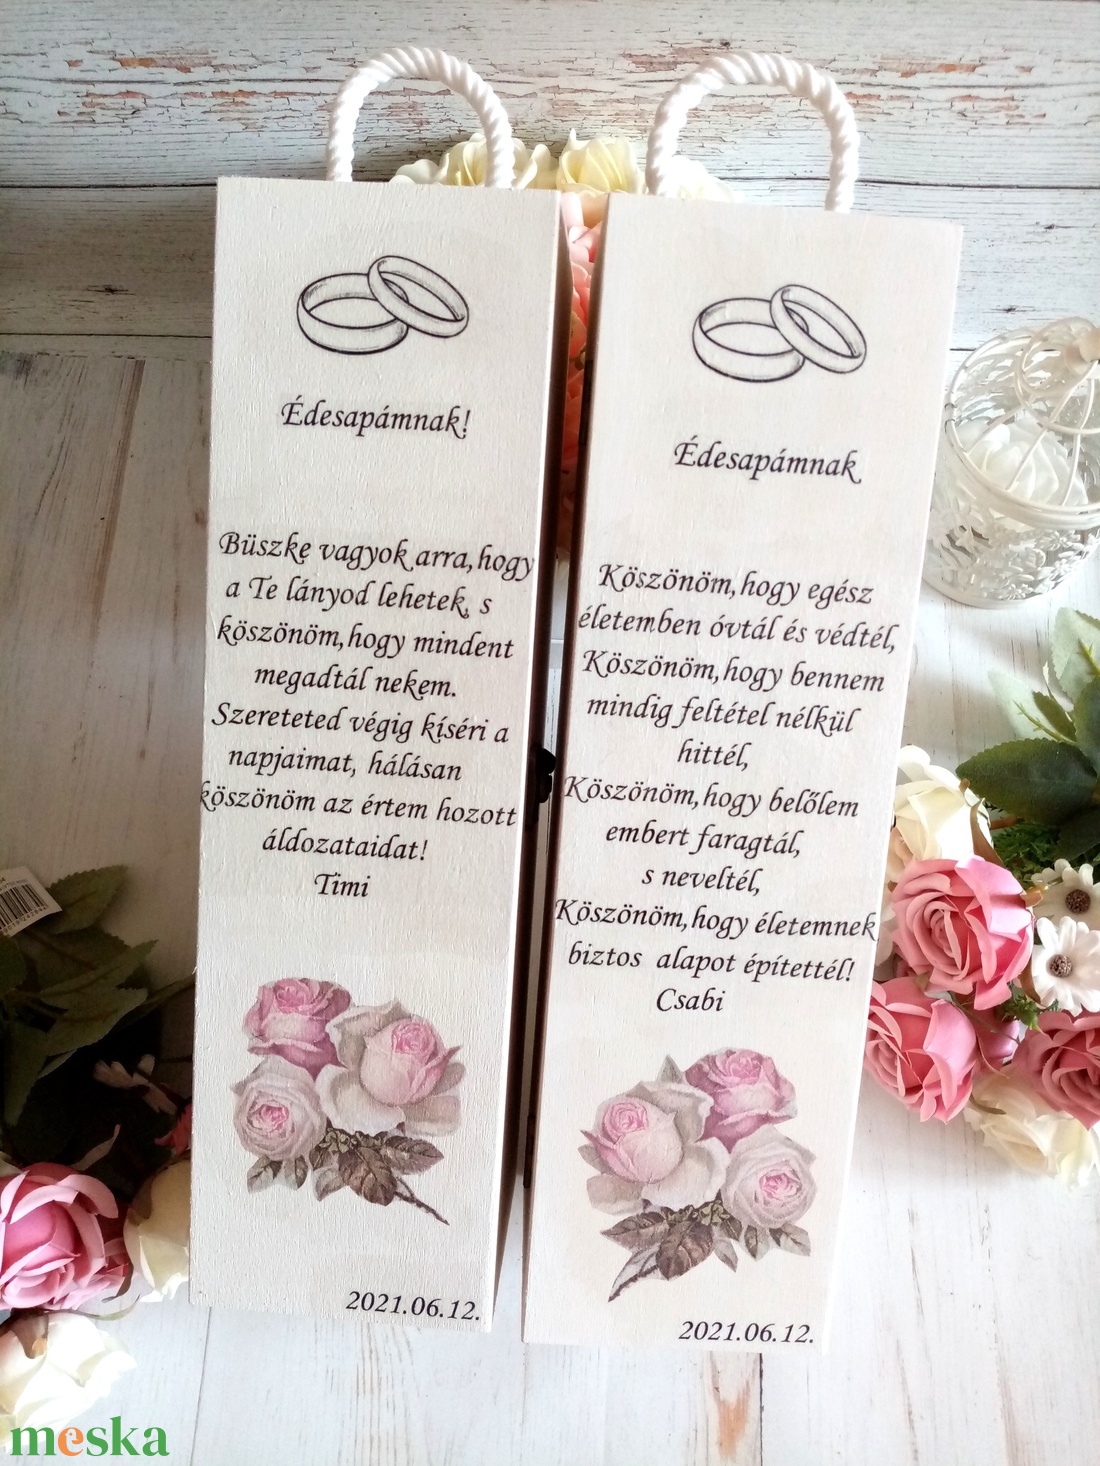 Édesapámnak!
Büszke vagyok arra, hogy
a Te lányod lehetek, s
köszönöm, hogy mindent
megadtál nekem.
Szereteted végig kíséri a
napjaimat, hálásan
köszönöm az értem hozott
áldozataidat!
Timi
2021.06.12.
Édesapámnak
Köszönöm, hogy egész
életemben óvtál és védtél,
Köszönöm, hogy bennem
mindig feltétel nélkül
hittél,
Köszönöm, hogy belőlem
embert faragtál,
s neveltél,
Köszönöm, hogy életemnek
biztos alapot építettél!
Csabi
2021.06.12.
meska